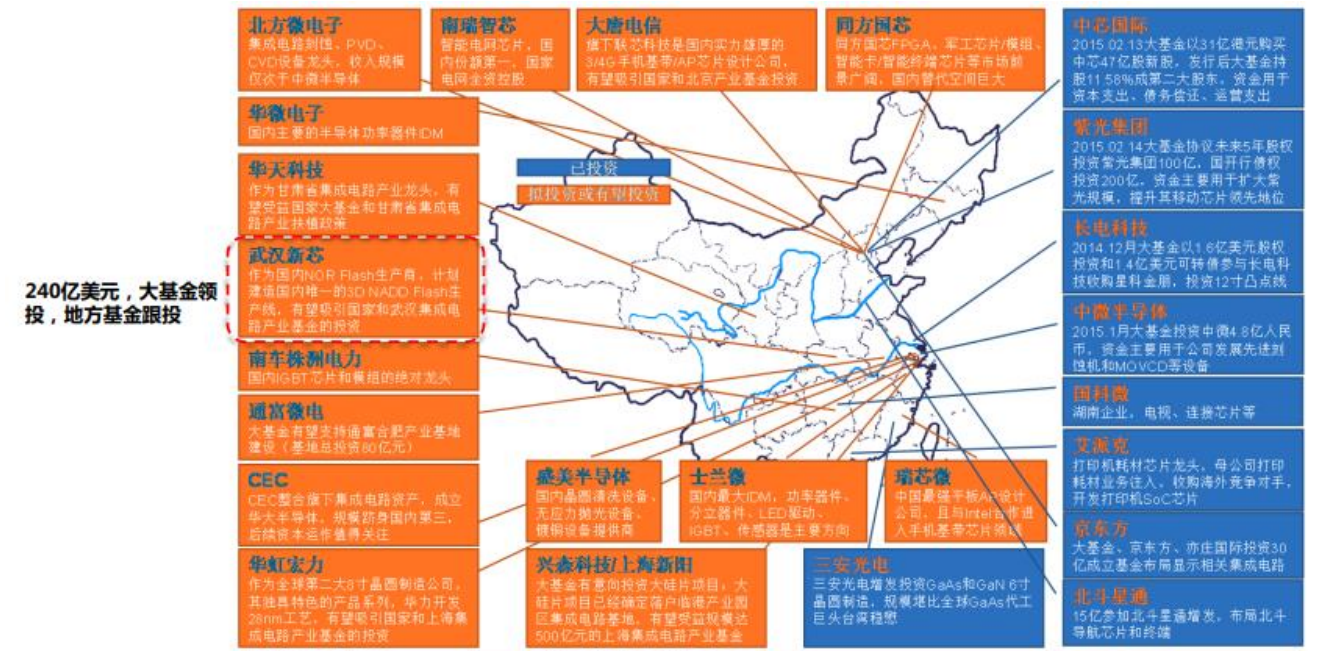 北方微电子
集成电路刻蚀、PVD、
CVD设备龙头，收入规模
仅次于中微半导体
南瑞智芯
智能电网芯片，国
内份额第一、国家
电网全资控股
大唐电信
旗下联芯科技是国内实力雄厚的
3/4G手机基带/AP芯片设计公司，
有望吸引国家和北京产业基金投资
同方国芯
同方国芯FPGA、军工芯片/模组、
智能卡/智能终端芯片等市场前
景广阔，国内替代空间巨大
中芯国际
2015.02.13大基金以31亿港元购买
中芯47亿股新股，发行后大基金持
股11.58%成第二大股东。资金用于
资本支出、债务偿还、运营支出
华微电子
国内主要的半导体功率器件IDM
紫光集团
2015.02.14大基金协议未来5年股权
投资紫光集团100亿，国开行债权
投资200亿，资金主要用于扩大紫
光规模，提升其移动芯片领先地位
华天科技
作为甘肃省集成电路产业龙头，有
望受益国家大基金和甘肃省集成电
路产业扶植政策
已投资
拟投资或有望投资
长电科技
2014.12月大基金以1.6亿美元股权
投资和1.4亿美元可转债参与长电科
技收购星科金朋，投资12寸凸点线
240亿美元，大基金领
投，地方基金跟投
武汉新芯
作为国内NOR Flash生产商，计划
建造国内唯一的3D NADD Flash生
产线，有望吸引国家和武汉集成电
路产业基金的投资
中微半导体
2015.1月大基金投资中微4.8亿人民
币，资金主要用于公司发展先进刻
蚀机和MOVCD等设备
南车株洲电力
国内IGBT芯片和模组的绝对龙头
国科微
湖南企业，电视、连接芯片等
通富微电
大基金有望支持通富合肥产业基地
建设（基地总投资80亿元）
艾派克
打印机耗材芯片龙头，母公司打印
耗材业务注入，收购海外竞争对手，
开发打印机SoC芯片
CEC
CEC整合旗下集成电路资产，成立
华大半导体，规模跻身国内第三，
后续资本运作值得关注
盛美半导体
国内晶圆清洗设备、
无应力抛光设备、
镀铜设备提供商
士兰微
国内最大IDM，功率器件、
分立器件、LED驱动、
IGBT、传感器是主要方向
瑞芯微
中国最强平板AP设计
公司，且与Intel合作进
入手机基带芯片领域
京东方
大基金、京东方、亦庄国际投资30
亿成立基金布局显示相关集成电路
华虹宏力
作为全球第二大8寸晶圆制造公司，
其独具特色的产品系列，华力开发
28nm工艺，有望吸引国家和上海集
成电路产业基金的投资
兴森科技/上海新阳
大基金有意向投资大硅片项目，大
硅片项目已经确定落户临港产业园
区集成电路基地，有望受益规模达
500亿元的上海集成电路产业基金
三安光电
三安光电增发投资GaAs和GaN 6寸
晶圆制造，规模堪比全球GaAs代工
巨头台湾稳懋
北斗星通
15亿参加北斗星通增发，布局北斗
导航芯片和终端